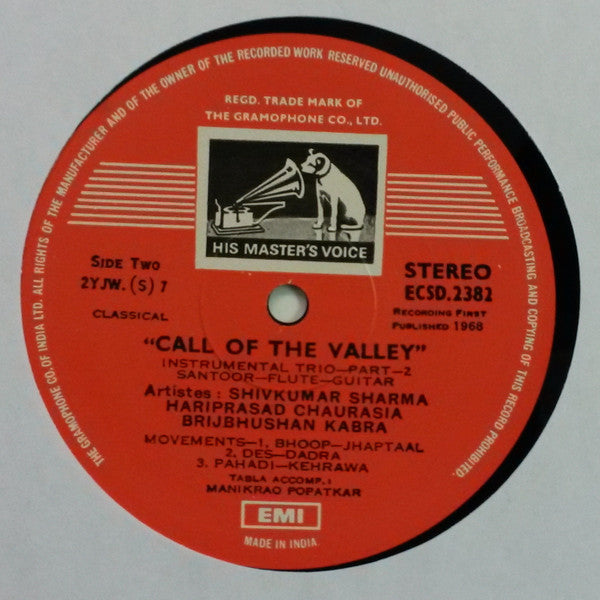 THE GRAMOPHONE CO. OF INDIA LTD. ALL RIGHTS OF THE MANUFACTURER AND OF THE OWNER OF THE RECORDED WORK RESERVED UNAUTHORISED PUBLIC PERFORMANCE BROADCASTING AND COPYING OF THIS RECORD PROHIBITED.
REGD. TRADE MARK OF
THE GRAMOPHONE CO., LTD.
HIS MASTER'S VOICE
SIDE TWO
2YJW. (S) 7
CLASSICAL
STEREO
ECSD.2382
RECORDING FIRST
PUBLISHED 1968
"CALL OF THE VALLEY"
INSTRUMENTAL TRIO—PART-2
SANTOOR—FLUTE—GUITAR
Artistes : SHIVKUMAR SHARMA
HARIPRASAD CHAURASIA
BRIJBHUSHAN KABRA
MOVEMENTS—1. BHOOP-JHAPTAAL
2. DES-DADRA
3. PAHADI-KEHRAWA
TABLA ACCOMP. :
MANIKRAO POPATKAR
EMI
MADE IN INDIA